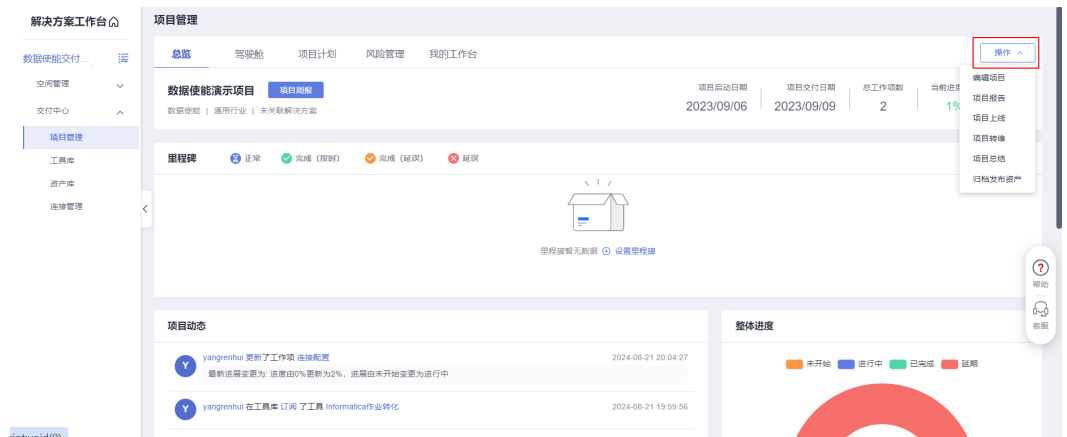 解决方案工作台
项目管理
数据使能交付...
空间管理
交付中心
项目管理
工具库
资产库
连接管理
总览
驾驶舱
项目计划
风险管理
我的工作台
操作
编辑项目
项目报告
项目上线
项目转维
项目总结
归档发布资产
数据使能演示项目
项目周报
数据使能 | 通用行业 | 未关联解决方案
项目启动日期
2023/09/06
项目交付日期
2023/09/09
总工作项数
2
当前进度
1%
里程碑
正常
完成（按时）
完成（延误）
延误
里程碑暂无数据
设置里程碑
帮助
客服
项目动态
Y
yangrenhui 更新了工作项 连接配置
2024-08-21 20:04:27
最新进展变更为: 进度由0%更新为2%，进展由未开始变更为进行中
Y
yangrenhui 在工具库 订阅 了工具 Informatica作业转化
2024-08-21 19:59:56
整体进度
未开始
进行中
已完成
延期